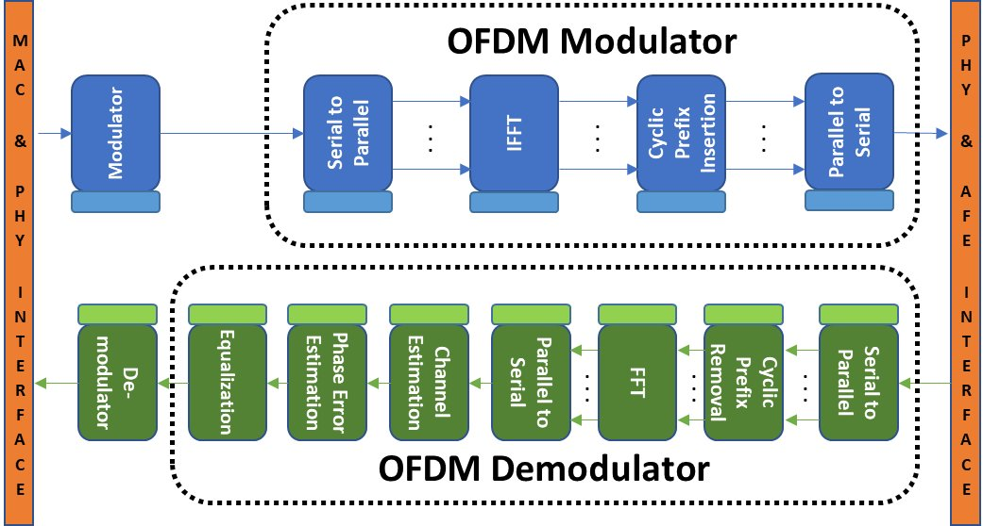 MAC & PHY INTERFACE
OFDM Modulator
Modulator
Serial to
Parallel
IFFT
Cyclic
Prefix
Insertion
Parallel to
Serial
PHY & AFE INTERFACE
De-
modulator
Equalization
Phase Error
Estimation
Channel
Estimation
Parallel to
Serial
FFT
Cyclic
Prefix
Removal
Serial to
Parallel
OFDM Demodulator